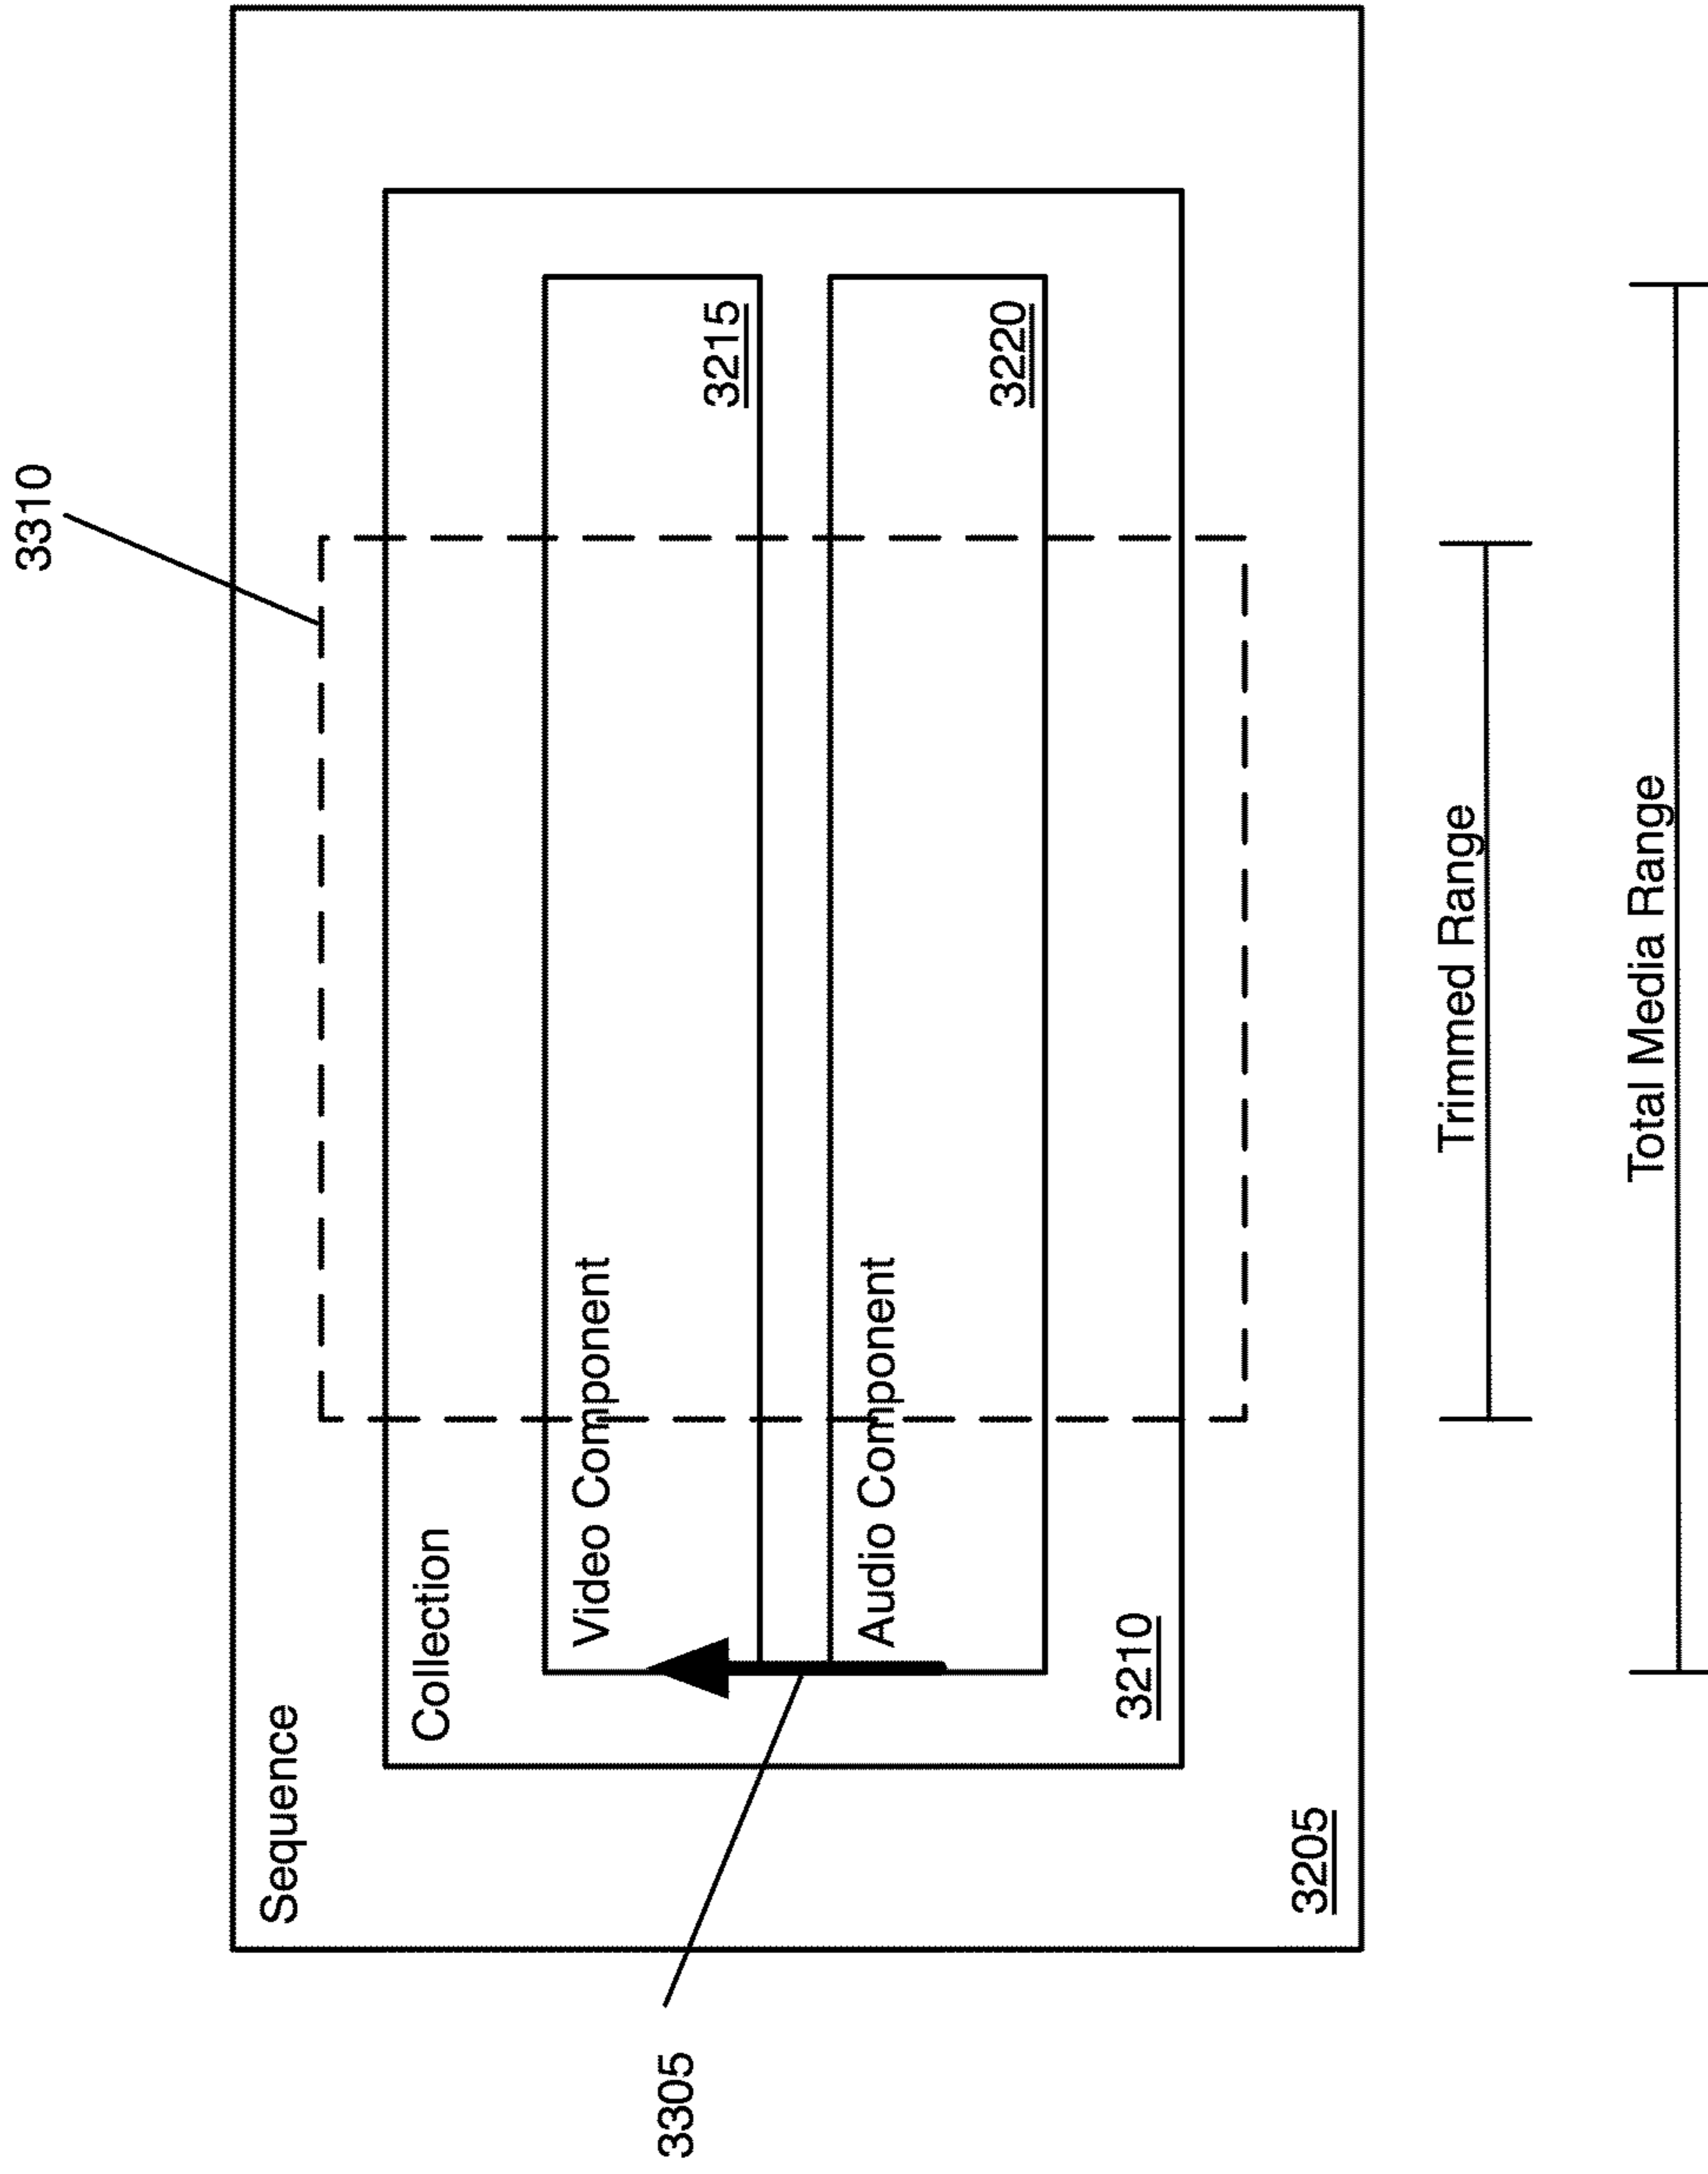 3310
Sequence
Collection
Video Component
3215
Audio Component
3220
3210
3205
3305
Trimmed Range
Total Media Range